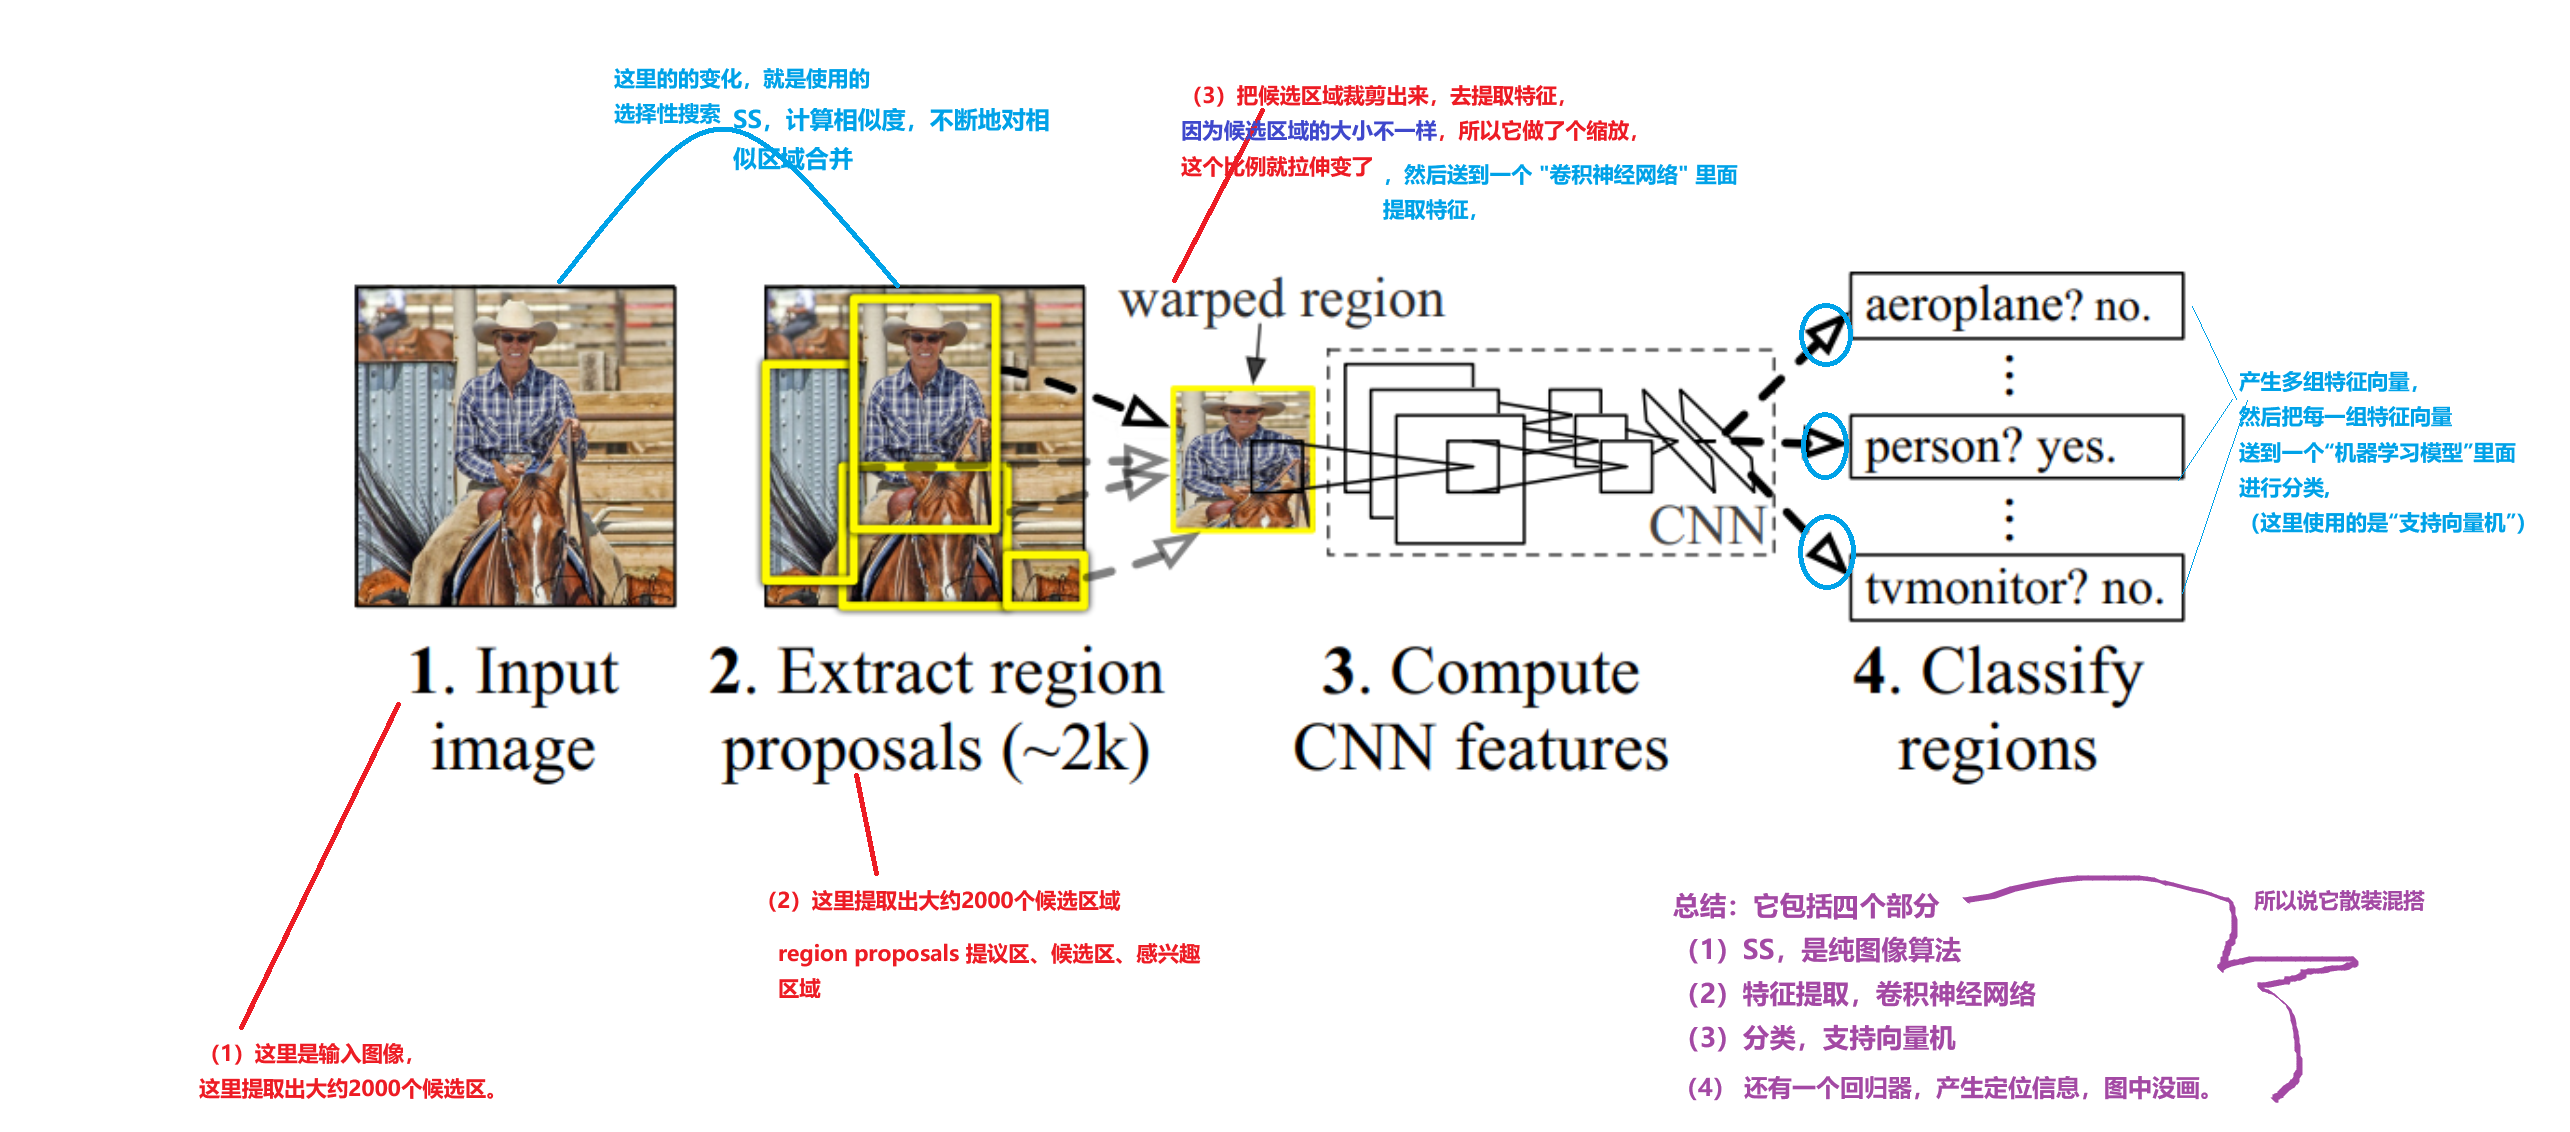 这里的的变化，就是使用的
选择性搜索
SS，计算相似度，不断地对相
似区域合并
（3）把候选区域裁剪出来，去提取特征，
因为候选区域的大小不一样，所以它做了个缩放，
这个比例就拉伸变了
，然后送到一个 "卷积神经网络" 里面
提取特征，
warped region
CNN
aeroplane? no.
⋮
person? yes.
⋮
tvmonitor? no.
产生多组特征向量，
然后把每一组特征向量
送到一个“机器学习模型”里面
进行分类，
（这里使用的是“支持向量机”）
1. Input
image
2. Extract region
proposals (~2k)
3. Compute
CNN features
4. Classify
regions
（2）这里提取出大约2000个候选区域
region proposals 提议区、候选区、感兴趣
区域
（1）这里是输入图像，
这里提取出大约2000个候选区。
总结：它包括四个部分
（1）SS，是纯图像算法
（2）特征提取，卷积神经网络
（3）分类，支持向量机
（4） 还有一个回归器，产生定位信息，图中没画。
所以说它散装混搭